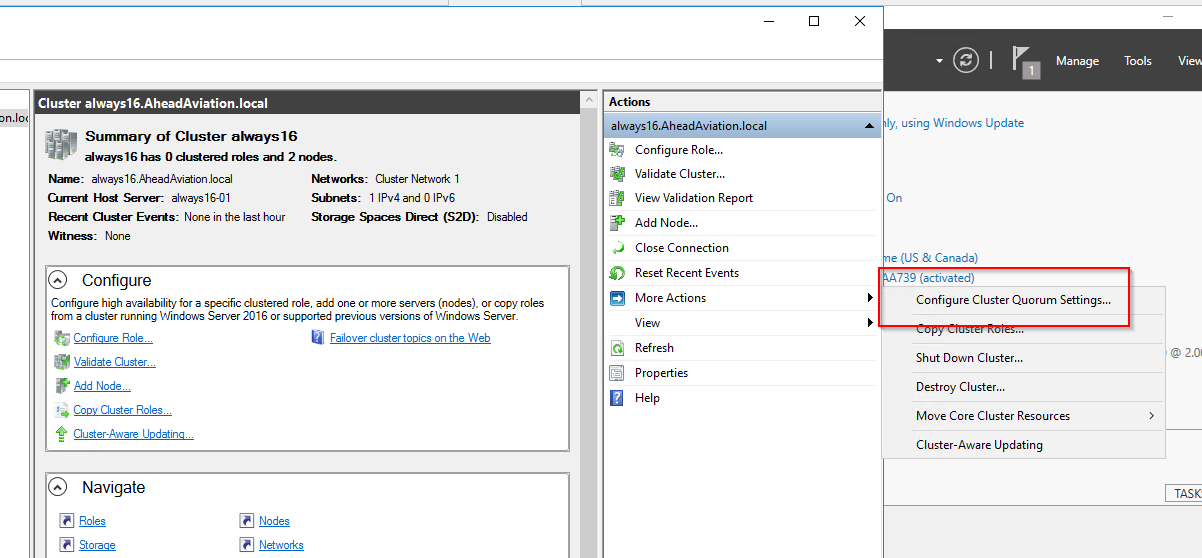 Cluster always16.AheadAviation.local
Summary of Cluster always16
always16 has 0 clustered roles and 2 nodes.
Name: always16.AheadAviation.local
Networks: Cluster Network 1
Current Host Server: always16-01
Subnets: 1 IPv4 and 0 IPv6
Recent Cluster Events: None in the last hour
Storage Spaces Direct (S2D): Disabled
Witness: None
Configure
Configure high availability for a specific clustered role, add one or more servers (nodes), or copy roles
from a cluster running Windows Server 2016 or supported previous versions of Windows Server.
Configure Role...
Failover cluster topics on the Web
Validate Cluster...
Add Node...
Copy Cluster Roles...
Cluster-Aware Updating...
Navigate
Roles
Nodes
Storage
Networks
Actions
always16.AheadAviation.local
Configure Role...
Validate Cluster...
View Validation Report
Add Node...
Close Connection
Reset Recent Events
More Actions
View
Refresh
Properties
Help
1
Manage
Tools
View
nly, using Windows Update
On
me (US & Canada)
AA739 (activated)
Configure Cluster Quorum Settings...
Copy Cluster Roles...
Shut Down Cluster...
Destroy Cluster...
Move Core Cluster Resources
Cluster-Aware Updating
@ 2.00
TASKS